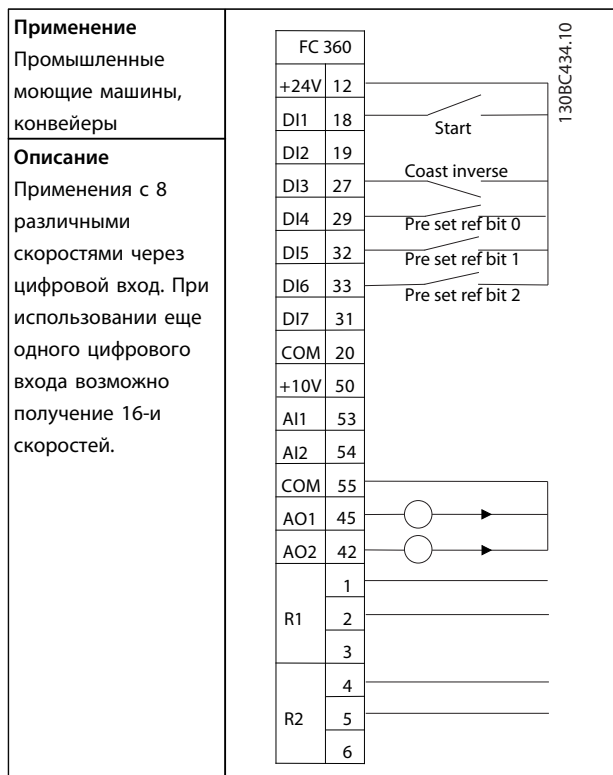 Применение
Промышленные
моющие машины,
конвейеры
Описание
Применения с 8
различными
скоростями через
цифровой вход. При
использовании еще
одного цифрового
входа возможно
получение 16-и
скоростей.
FC 360
+24V 12
DI1 18
Start
DI2 19
DI3 27
Coast inverse
DI4 29
Pre set ref bit 0
DI5 32
Pre set ref bit 1
DI6 33
Pre set ref bit 2
DI7 31
COM 20
+10V 50
AI1 53
AI2 54
COM 55
AO1 45
AO2 42
R1
1
2
3
R2
4
5
6
130BC434.10